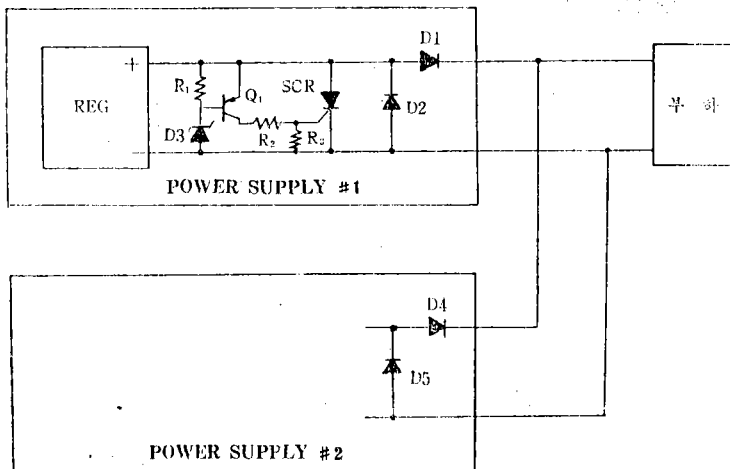 D1
+
R₁
Q₁
SCR
REG
D2
부 하
D3
R₂
R₃
-
POWER SUPPLY #1
D4
D5
POWER SUPPLY #2